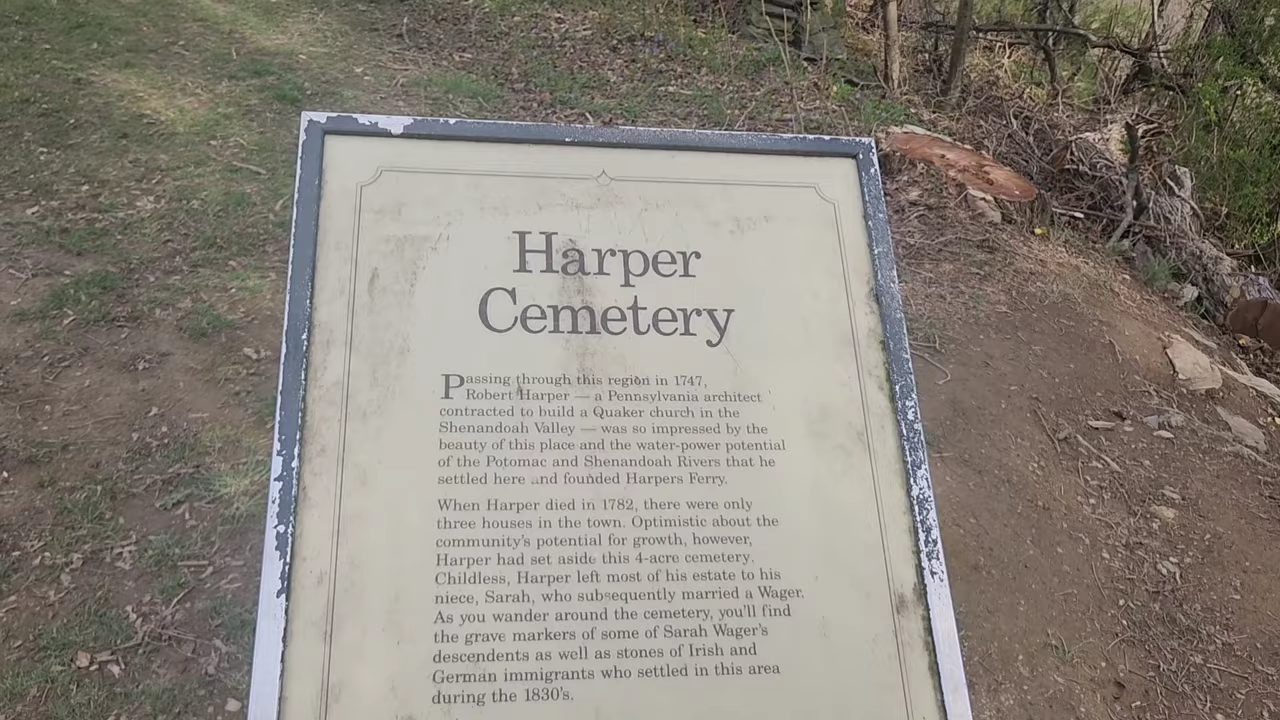 Harper
Cemetery
Passing through this region in 1747,
Robert Harper — a Pennsylvania architect
contracted to build a Quaker church in the
Shenandoah Valley — was so impressed by the
beauty of this place and the water-power potential
of the Potomac and Shenandoah Rivers that he
settled here and founded Harpers Ferry.
When Harper died in 1782, there were only
three houses in the town. Optimistic about the
community's potential for growth, however,
Harper had set aside this 4-acre cemetery.
Childless, Harper left most of his estate to his
niece, Sarah, who subsequently married a Wager.
As you wander around the cemetery, you'll find
the grave markers of some of Sarah Wager's
descendents as well as stones of Irish and
German immigrants who settled in this area
during the 1830's.